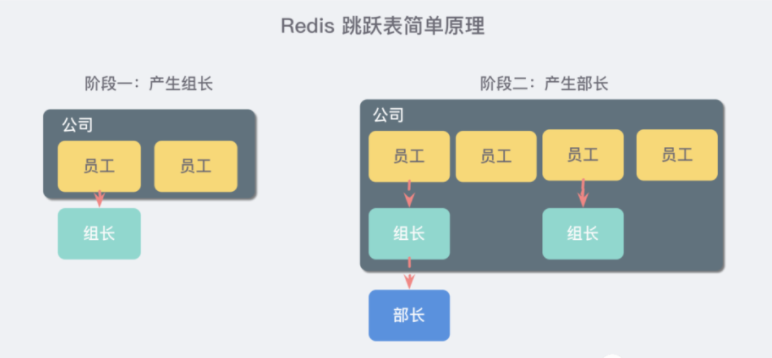 Redis 跳跃表简单原理
阶段一：产生组长
阶段二：产生部长
公司
员工 员工
组长
公司
员工 员工 员工 员工
组长 组长
部长